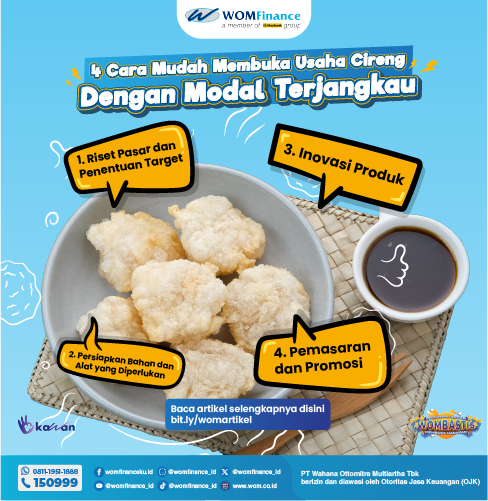 WOMFinance
a member of Maybank group
4 Cara Mudah Membuka Usaha Cireng
Dengan Modal Terjangkau
1. Riset Pasar dan
Penentuan Target
3. Inovasi Produk
2. Persiapkan Bahan dan
Alat yang Diperlukan
4. Pemasaran
dan Promosi
Baca artikel selengkapnya disini
bit.ly/womartikel
kawan
WOMBASTIS
0811-1951-1888
150999
womfinanceku.id
@womfinance_id
@womfinance_id
womfinance_id
womfinance_id
www.wom.co.id
PT Wahana Ottomitra Multiartha Tbk
berizin dan diawasi oleh Otoritas Jasa Keuangan (OJK)